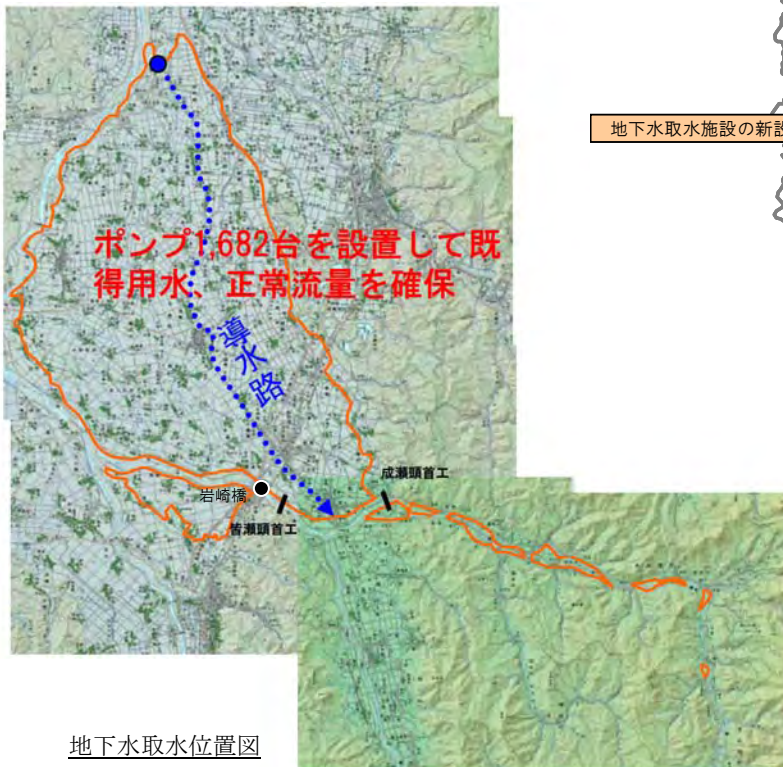 地下水取水施設の新設
ポンプ1,682台を設置して既
得用水、正常流量を確保
導水路
成瀬頭首工
岩崎橋
皆瀬頭首工
地下水取水位置図